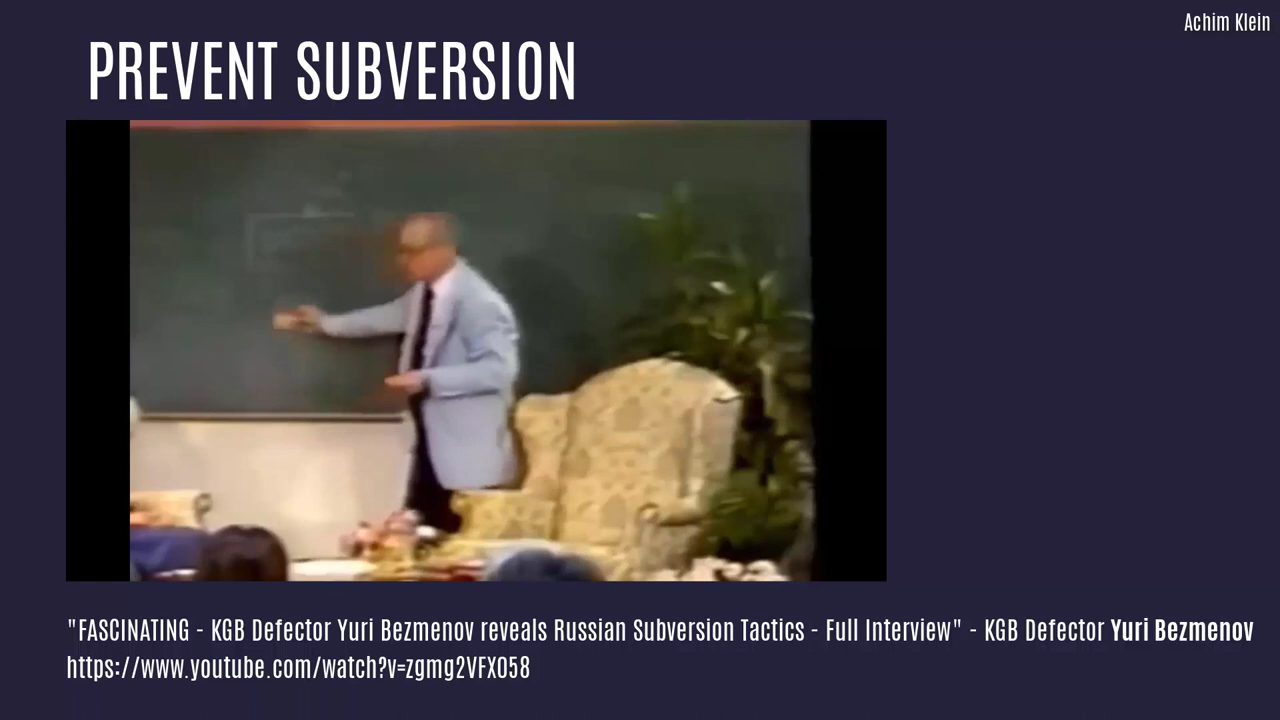 Achim Klein
PREVENT SUBVERSION
"FASCINATING - KGB Defector Yuri Bezmenov reveals Russian Subversion Tactics - Full Interview" - KGB Defector Yuri Bezmenov
https://www.youtube.com/watch?v=zgmg2VFX058